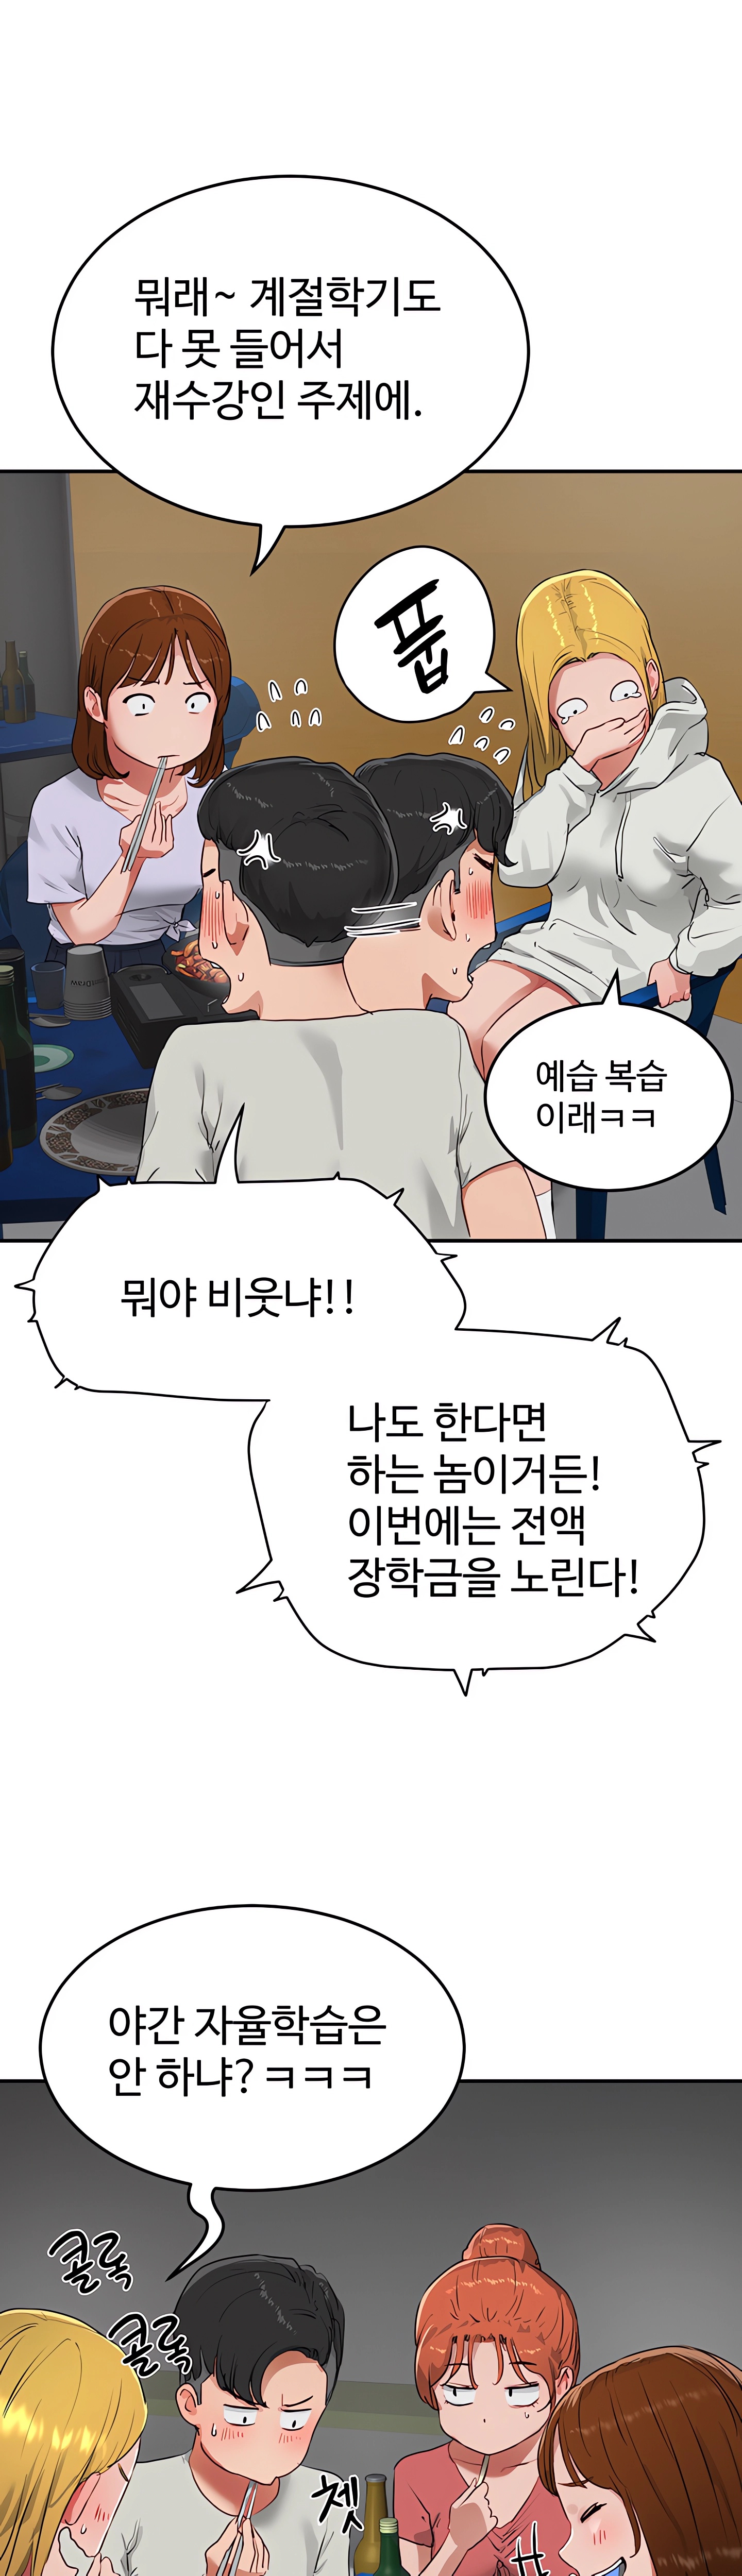 뭐래~ 계절학기도
다 못 들어서
재수강인 주제에.
풉
예습 복습
이래ㅋㅋ
뭐야 비웃냐!!
나도 한다면
하는 놈이거든!
이번에는 전액
장학금을 노린다!
야간 자율학습은
안 하냐? ㅋㅋㅋ
콜록
콜록
쳇